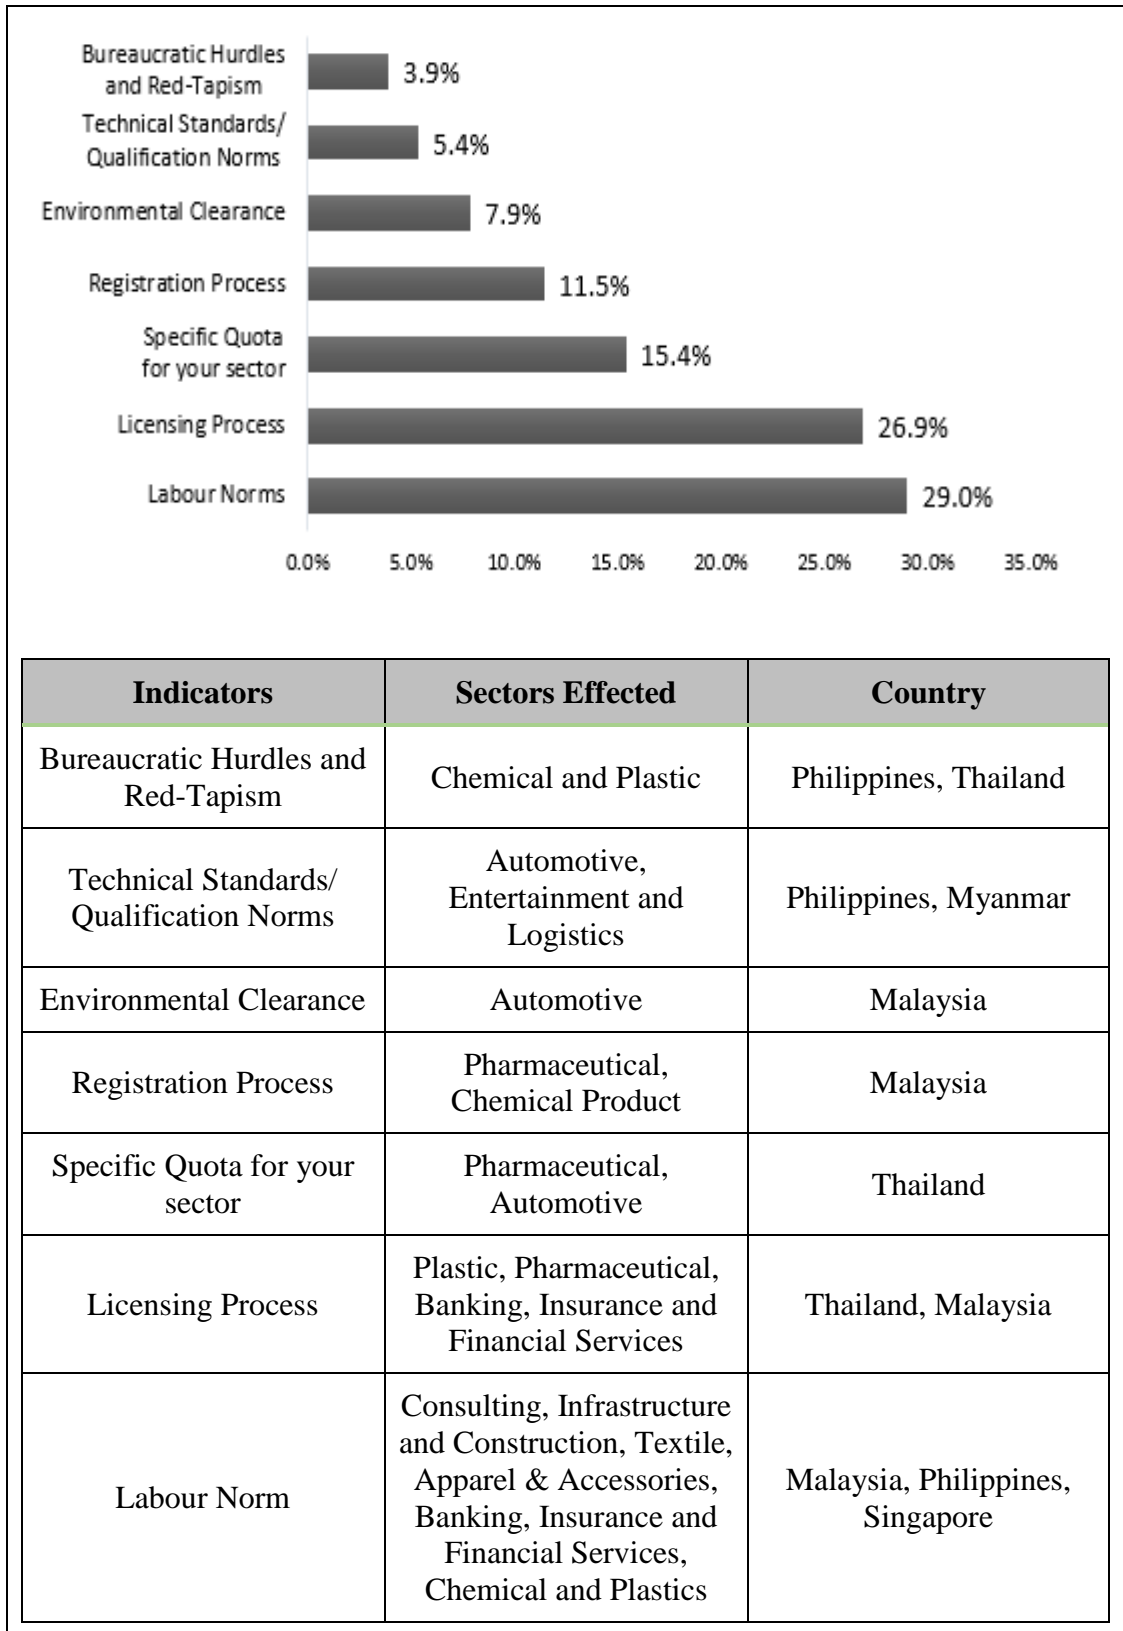 Bureaucratic Hurdles
and Red-Tapism
3.9%
Technical Standards/
Qualification Norms
5.4%
Environmental Clearance
7.9%
Registration Process
11.5%
Specific Quota
for your sector
15.4%
Licensing Process
26.9%
Labour Norms
29.0%
0.0% 5.0% 10.0% 15.0% 20.0% 25.0% 30.0% 35.0%
Indicators Sectors Effected Country
Bureaucratic Hurdles and
Red-Tapism
Chemical and Plastic
Philippines, Thailand
Technical Standards/
Qualification Norms
Automotive,
Entertainment and
Logistics
Philippines, Myanmar
Environmental Clearance
Automotive
Malaysia
Registration Process
Pharmaceutical,
Chemical Product
Malaysia
Specific Quota for your
sector
Pharmaceutical,
Automotive
Thailand
Licensing Process
Plastic, Pharmaceutical,
Banking, Insurance and
Financial Services
Thailand, Malaysia
Labour Norm
Consulting, Infrastructure
and Construction, Textile,
Apparel & Accessories,
Banking, Insurance and
Financial Services,
Chemical and Plastics
Malaysia, Philippines,
Singapore